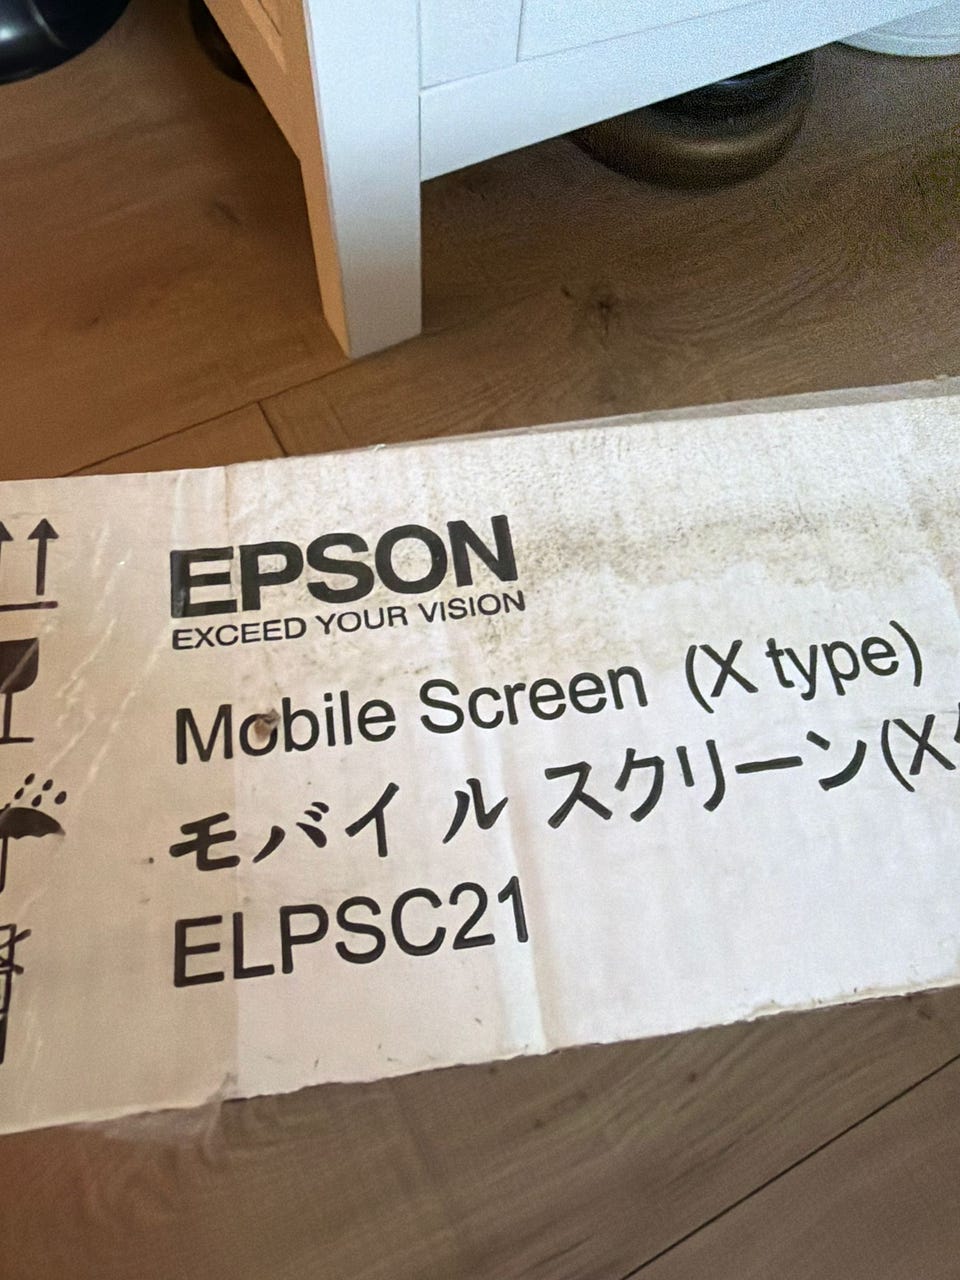 EPSON
EXCEED YOUR VISION
Mobile Screen (X type)
モバイル スクリーン(X
ELPSC21